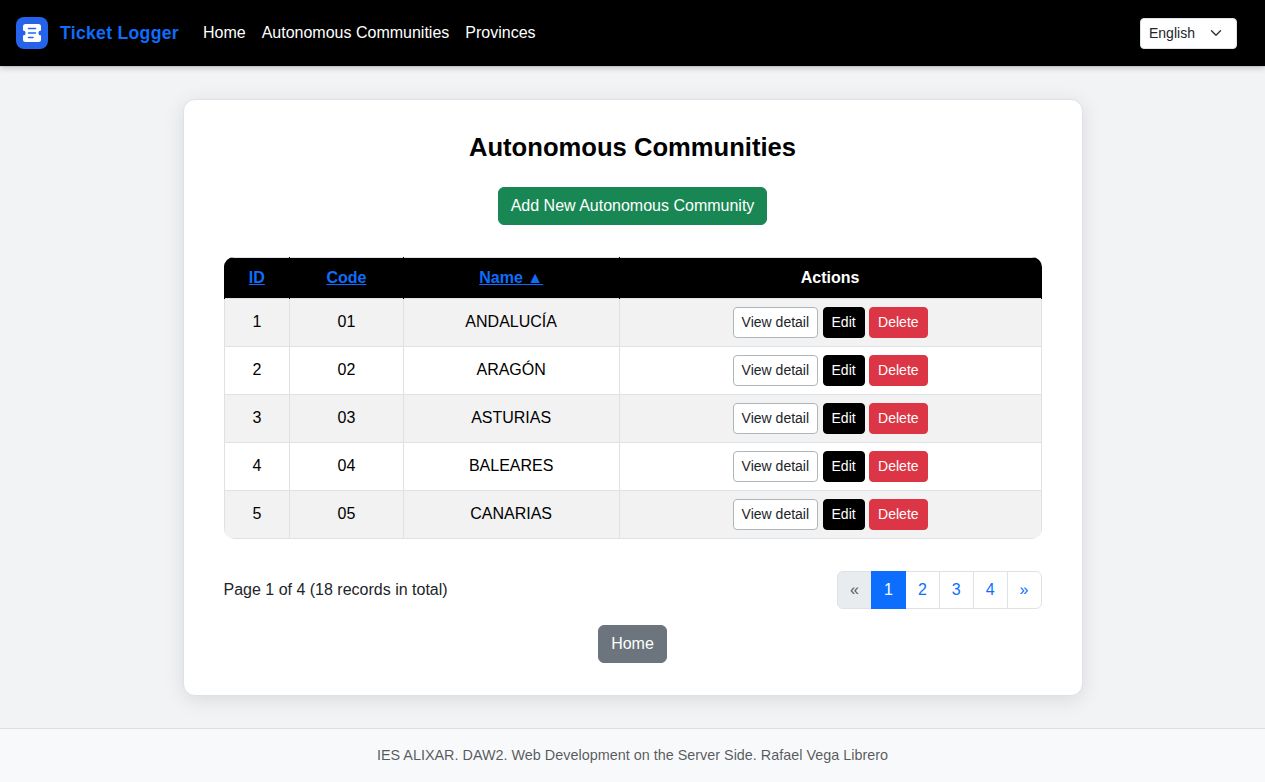 Ticket Logger Home Autonomous Communities Provinces English
Autonomous Communities
Add New Autonomous Community
ID Code Name ▲ Actions
1 01 ANDALUCÍA View detail Edit Delete
2 02 ARAGÓN View detail Edit Delete
3 03 ASTURIAS View detail Edit Delete
4 04 BALEARES View detail Edit Delete
5 05 CANARIAS View detail Edit Delete
Page 1 of 4 (18 records in total) « 1 2 3 4 »
Home
IES ALIXAR. DAW2. Web Development on the Server Side. Rafael Vega Librero